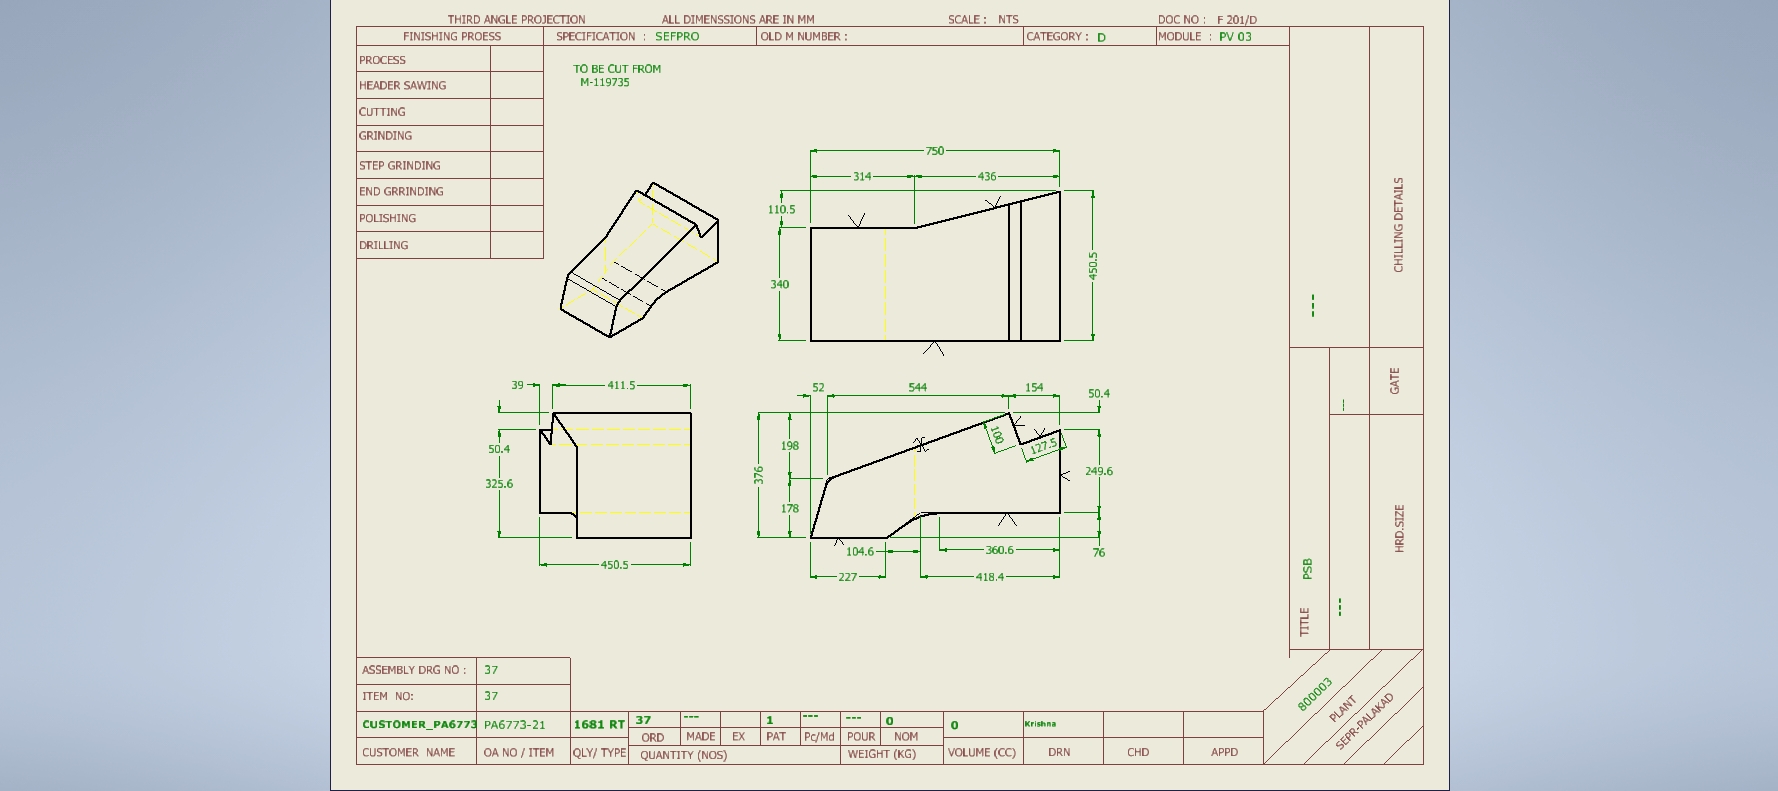 THIRD ANGLE PROJECTION ALL DIMENSSIONS ARE IN MM SCALE : NTS DOC NO : F 201/D
FINISHING PROESS SPECIFICATION : SEFPRO OLD M NUMBER : CATEGORY : D MODULE : PV 03
PROCESS
HEADER SAWING
CUTTING
GRINDING
STEP GRINDING
END GRRINDING
POLISHING
DRILLING
TO BE CUT FROM
M-119735
750
314 436
110.5
340
450.5
39 411.5
50.4
325.6
450.5
52 544 154 50.4
198
376
178
100
127.5
249.6
104.6 360.6 76
227 418.4
CHILLING DETAILS
---
GATE
--
HRD.SIZE
---
TITLE PSB
800003
PLANT
SEPR-PALAKAD
ASSEMBLY DRG NO : 37
ITEM NO: 37
CUSTOMER_PA6773 PA6773-21 1681 RT 37 --- 1 --- --- 0 0 Krishna
ORD MADE EX PAT Pc/Md POUR NOM
CUSTOMER NAME OA NO / ITEM QLY/ TYPE QUANTITY (NOS) WEIGHT (KG) VOLUME (CC) DRN CHD APPD